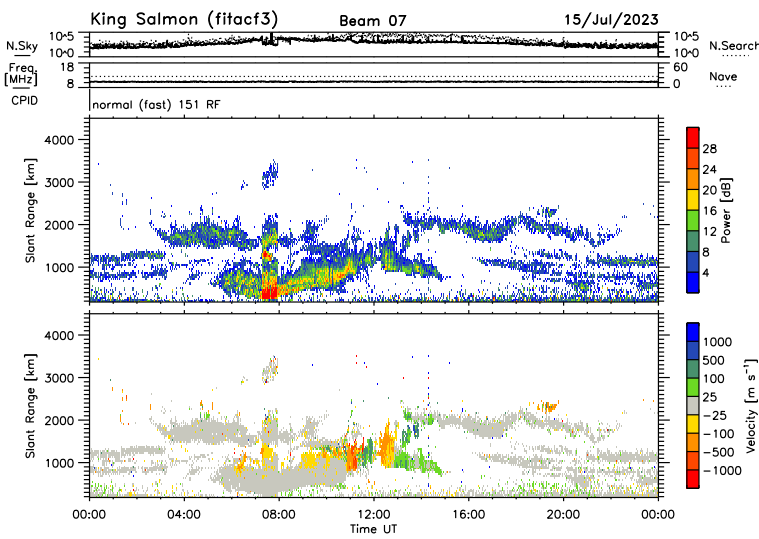 King Salmon (fitacf3) Beam 07 15/Jul/2023
N.Sky 10^5 10^0 10^5 10^0 N.Search
Freq. [MHz] 18 8 60 0 Nave
CPID normal (fast) 151 RF
Slant Range [km] 4000 3000 2000 1000
Power [dB] 28 24 20 16 12 8 4
Slant Range [km] 4000 3000 2000 1000
Velocity [m s⁻¹] 1000 500 100 25 −25 −100 −500 −1000
00:00 04:00 08:00 12:00 16:00 20:00 00:00
Time UT